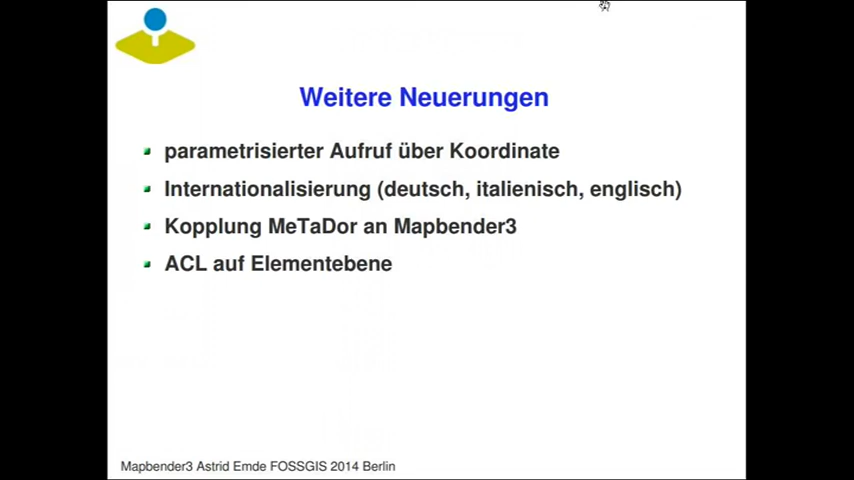 Weitere Neuerungen
parametrisierter Aufruf über Koordinate
Internationalisierung (deutsch, italienisch, englisch)
Kopplung MeTaDor an Mapbender3
ACL auf Elementebene
Mapbender3 Astrid Emde FOSSGIS 2014 Berlin